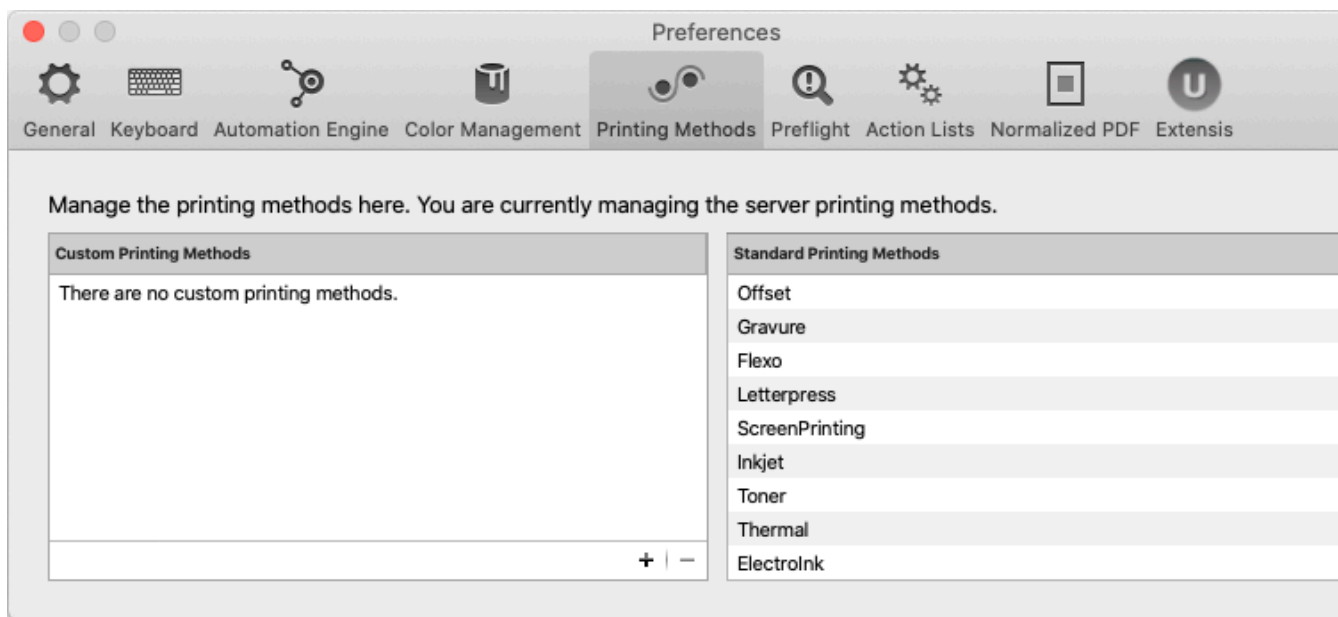 Preferences
General Keyboard Automation Engine Color Management Printing Methods Preflight Action Lists Normalized PDF Extensis
Manage the printing methods here. You are currently managing the server printing methods.
Custom Printing Methods
There are no custom printing methods.
Standard Printing Methods
Offset
Gravure
Flexo
Letterpress
ScreenPrinting
Inkjet
Toner
Thermal
ElectroInk